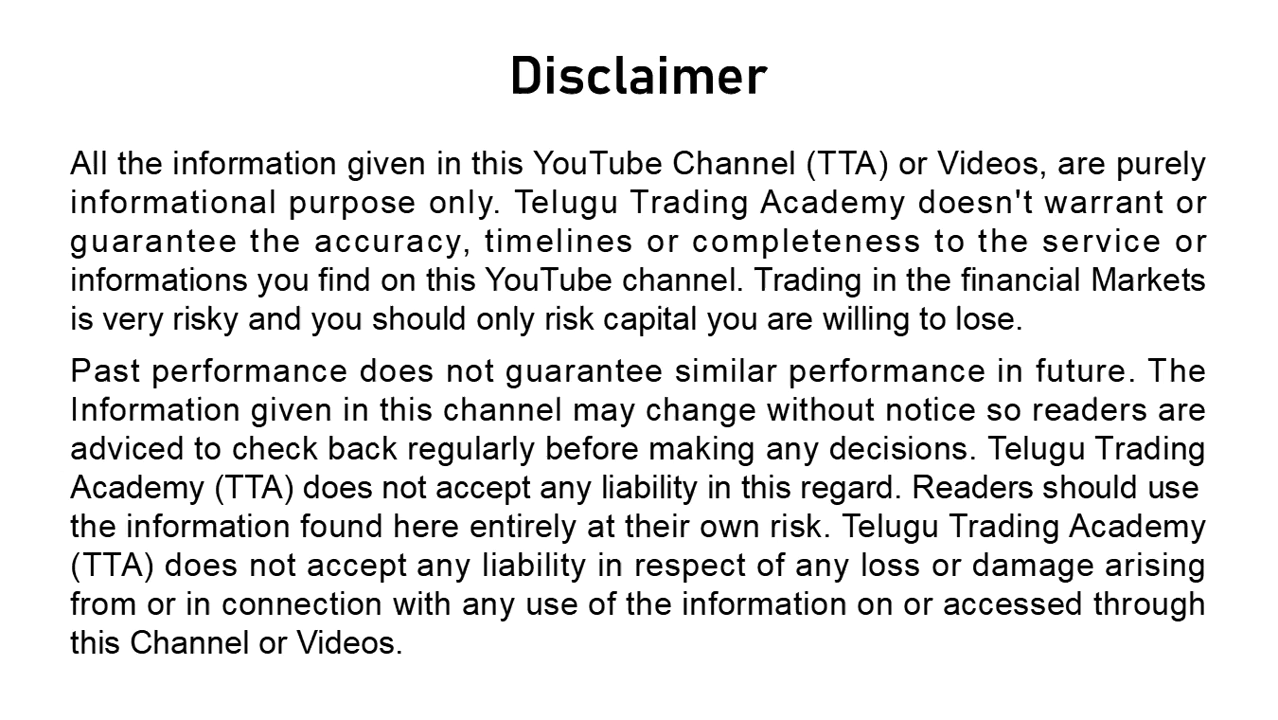 Disclaimer
All the information given in this YouTube Channel (TTA) or Videos, are purely
informational purpose only. Telugu Trading Academy doesn't warrant or
guarantee the accuracy, timelines or completeness to the service or
informations you find on this YouTube channel. Trading in the financial Markets
is very risky and you should only risk capital you are willing to lose.
Past performance does not guarantee similar performance in future. The
Information given in this channel may change without notice so readers are
adviced to check back regularly before making any decisions. Telugu Trading
Academy (TTA) does not accept any liability in this regard. Readers should use
the information found here entirely at their own risk. Telugu Trading Academy
(TTA) does not accept any liability in respect of any loss or damage arising
from or in connection with any use of the information on or accessed through
this Channel or Videos.